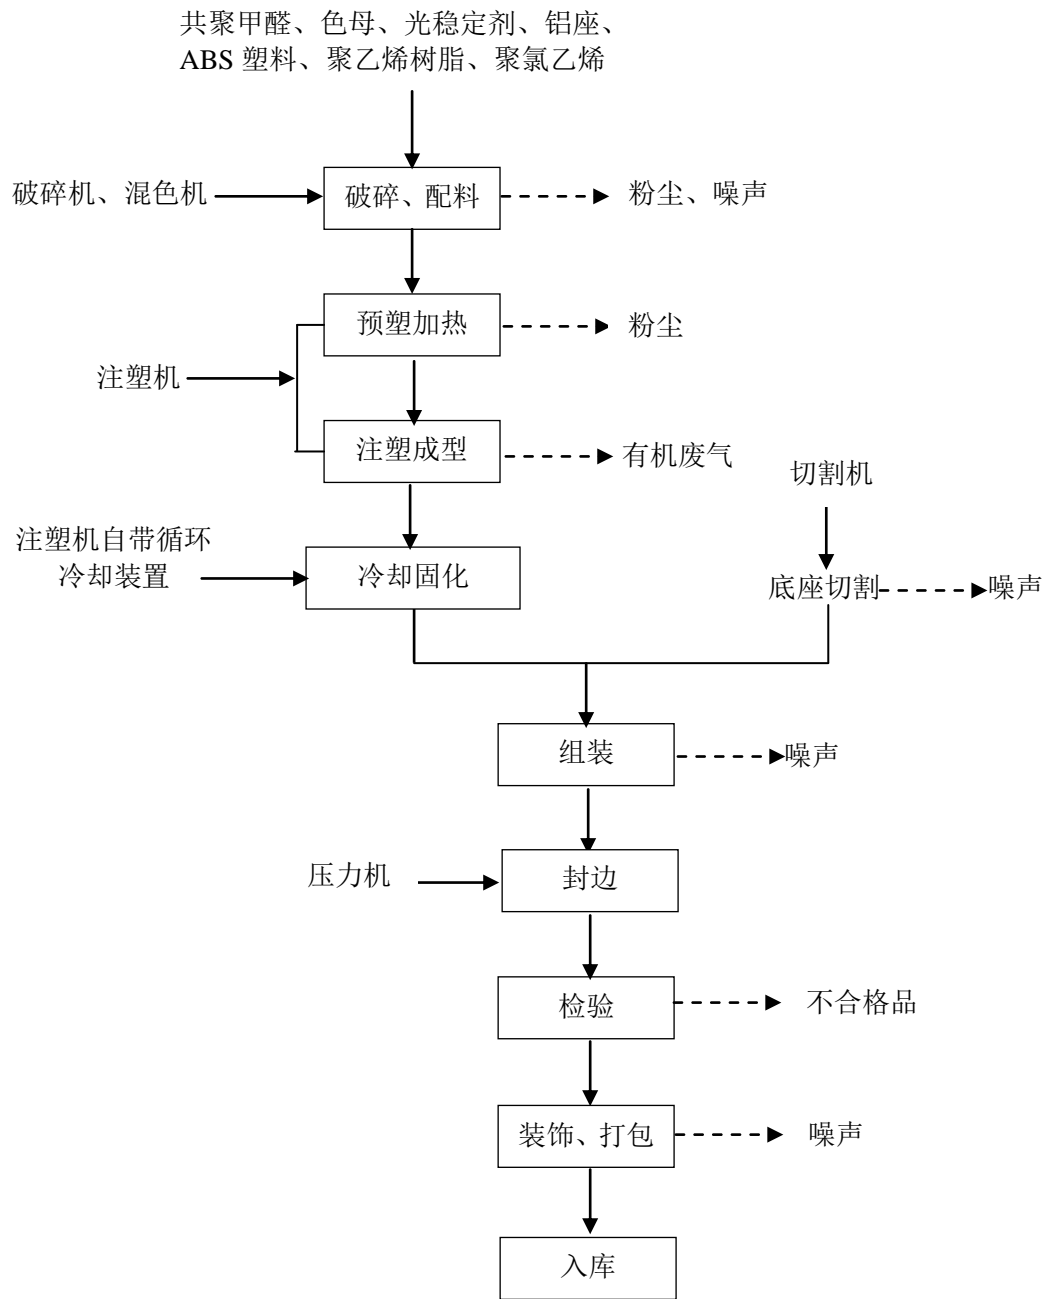 共聚甲醛、色母、光稳定剂、铝座、
ABS 塑料、聚乙烯树脂、聚氯乙烯
破碎机、混色机
破碎、配料
粉尘、噪声
预塑加热
粉尘
注塑机
注塑成型
有机废气
切割机
注塑机自带循环
冷却装置
冷却固化
底座切割
噪声
组装
噪声
压力机
封边
检验
不合格品
装饰、打包
噪声
入库